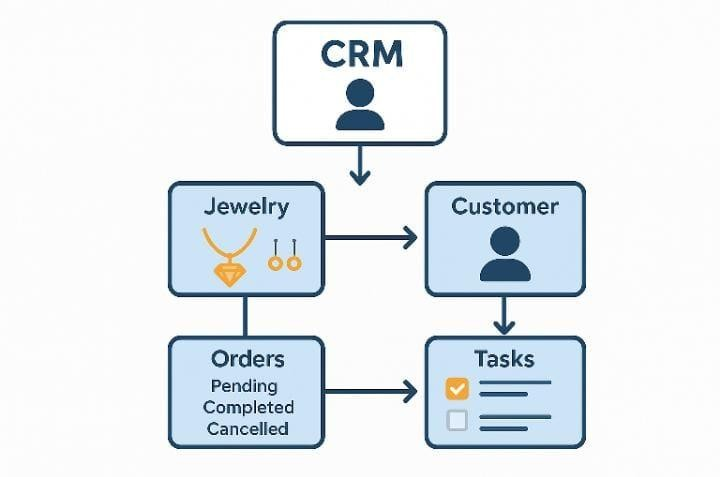 CRM
Jewelry
Customer
Orders
Pending
Completed
Cancelled
Tasks